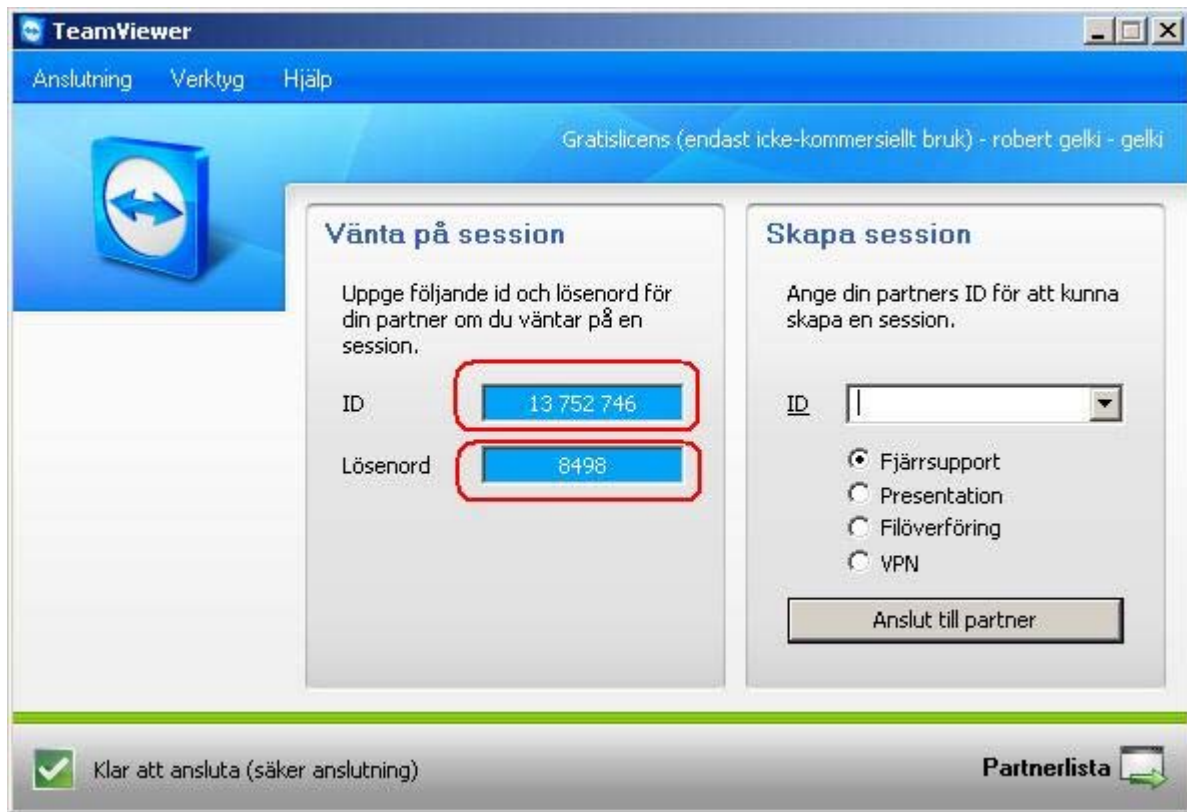 TeamViewer
Anslutning Verktyg Hjälp
Gratislicens (endast icke-kommersiellt bruk) - robert gelki - gelki
Vänta på session
Uppge följande id och lösenord för
din partner om du väntar på en
session.
ID 13 752 746
Lösenord 8498
Skapa session
Ange din partners ID för att kunna
skapa en session.
ID
Fjärrsupport
Presentation
Filöverföring
VPN
Anslut till partner
Klar att ansluta (säker anslutning)
Partnerlista